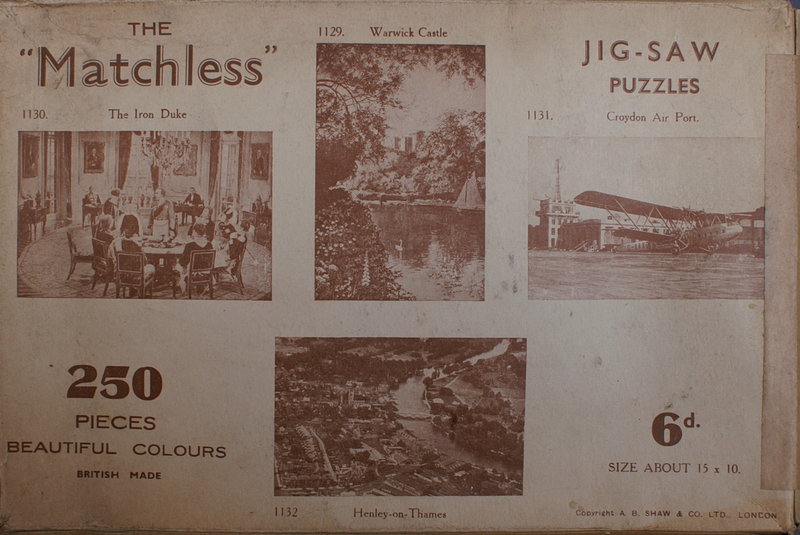 THE
"Matchless"
1129. Warwick Castle
JIG-SAW
PUZZLES
1130. The Iron Duke
1131. Croydon Air Port.
250
PIECES
BEAUTIFUL COLOURS
BRITISH MADE
6d.
SIZE ABOUT 15 x 10.
1132 Henley-on-Thames
Copyright A. B. SHAW & CO. LTD., LONDON